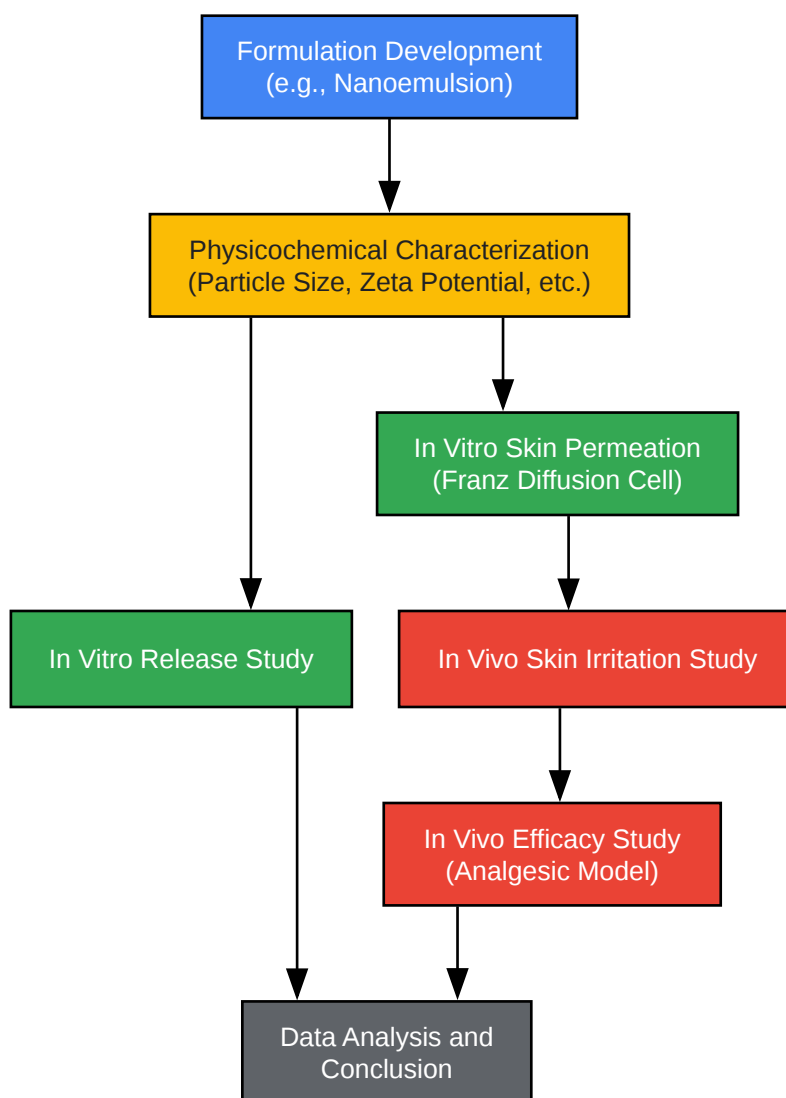 Formulation Development
(e.g., Nanoemulsion)
Physicochemical Characterization
(Particle Size, Zeta Potential, etc.)
In Vitro Skin Permeation
(Franz Diffusion Cell)
In Vitro Release Study
In Vivo Skin Irritation Study
In Vivo Efficacy Study
(Analgesic Model)
Data Analysis and
Conclusion